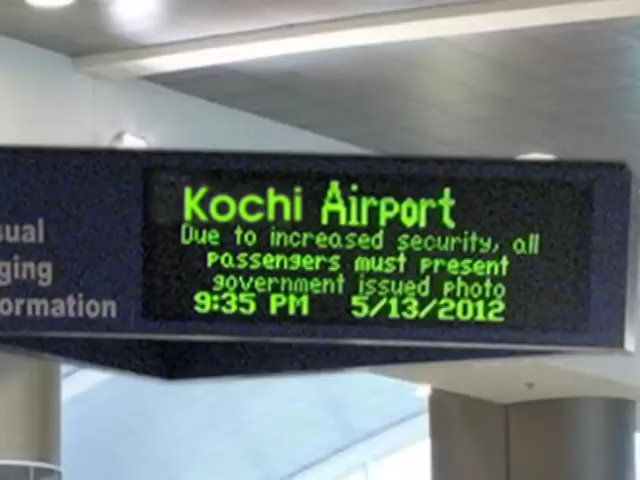 Kochi Airport
Due to increased security, all
passengers must present
government issued photo
9:35 PM 5/13/2012
sual
ging
ormation